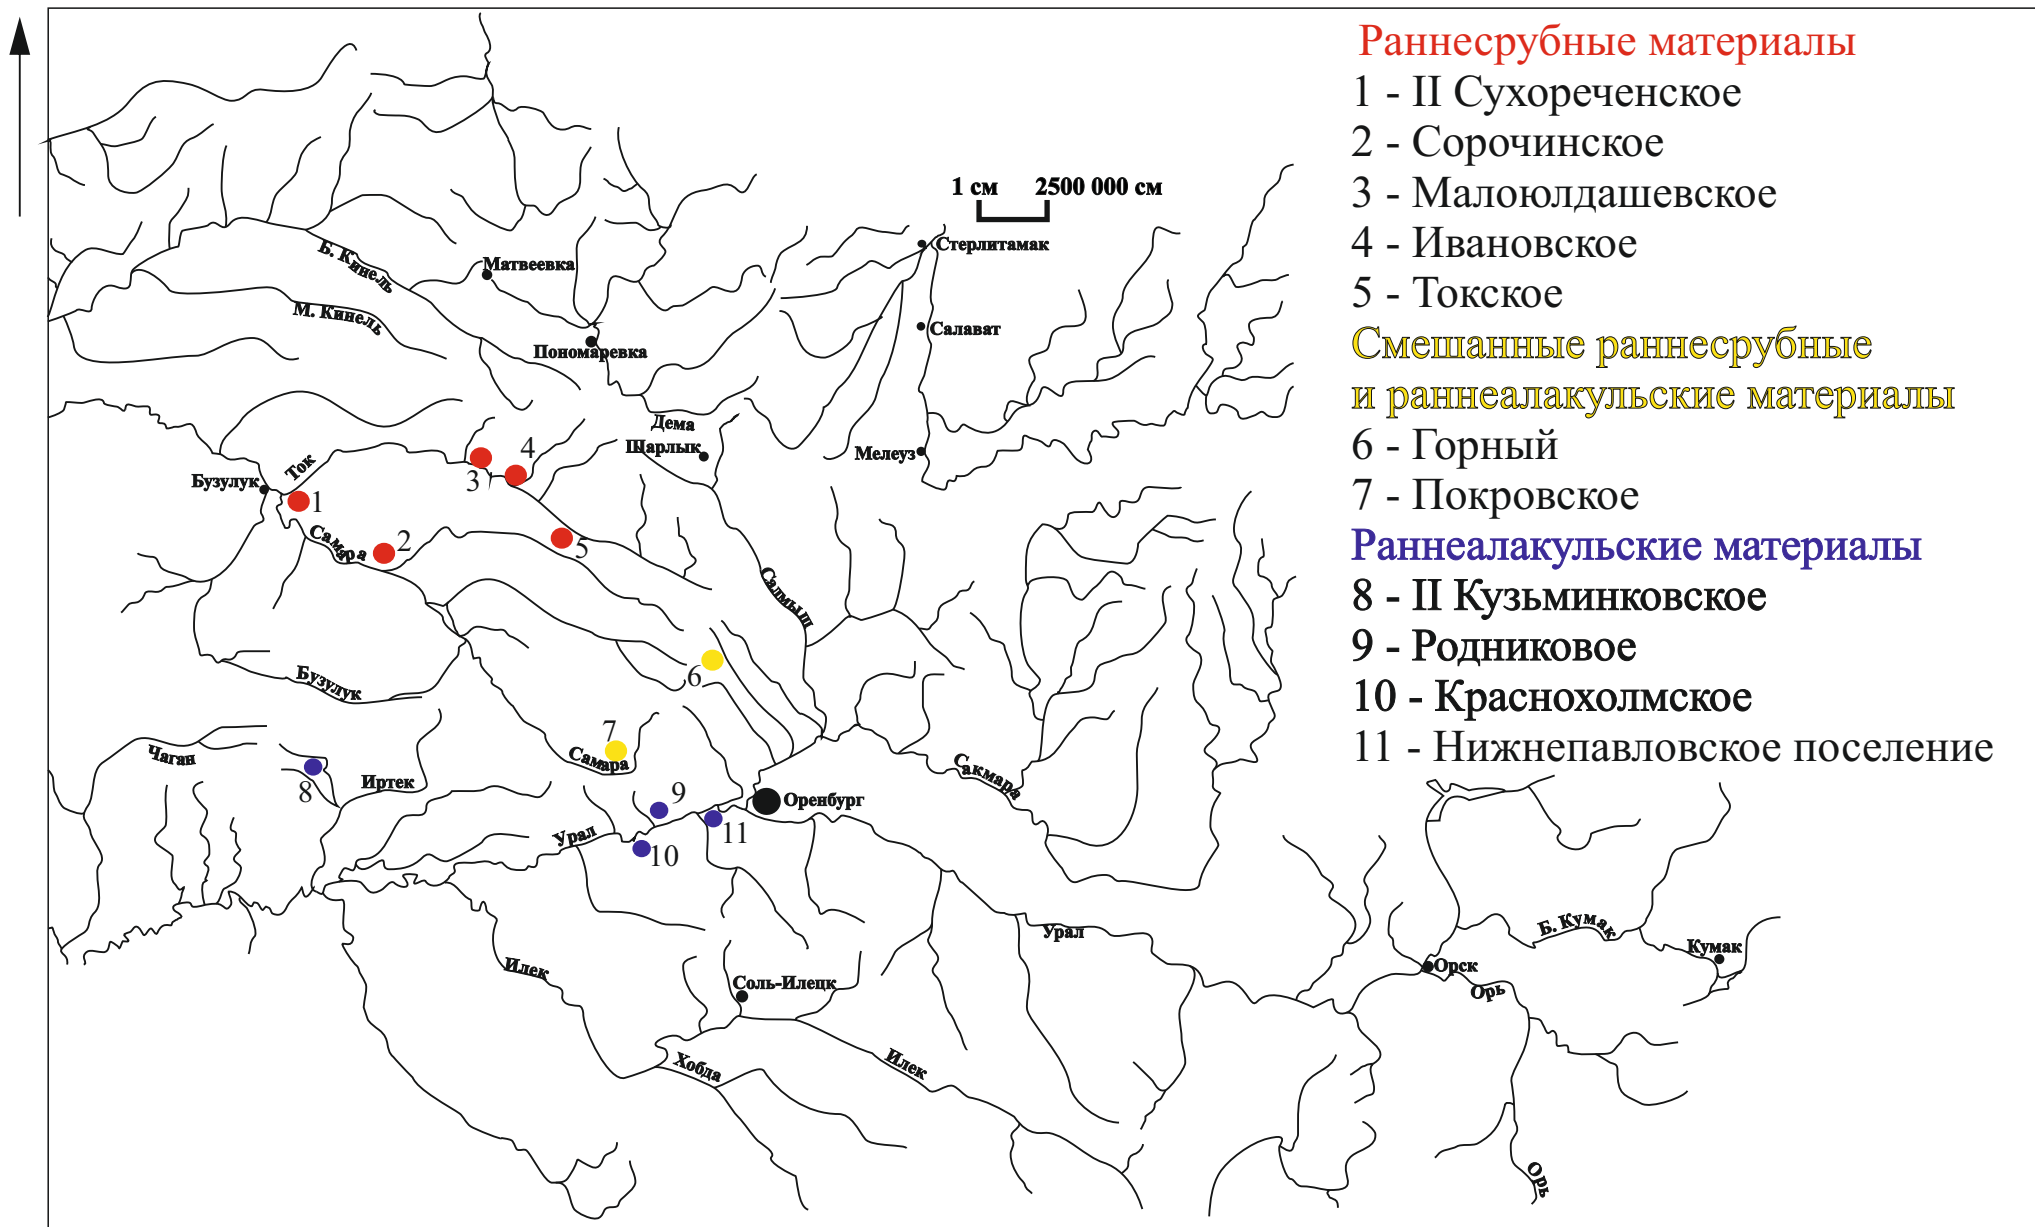 Раннесрубные материалы
1 - II Сухореченское
2 - Сорочинское
3 - Малоюлдашевское
4 - Ивановское
5 - Токское
Смешанные раннесрубные
и раннеалакульские материалы
6 - Горный
7 - Покровское
Раннеалакульские материалы
8 - II Кузьминковское
9 - Родниковое
10 - Краснохолмское
11 - Нижнепавловское поселение
1 см 2500 000 см
Стерлитамак
Б. Кинель
Матвеевка
М. Кинель
Салават
Пономаревка
Дема
Шарлык
Мелеуз
Бузулук
Ток
1
2
3
4
5
Самара
Салмыш
6
Бузулук
7
Самара
Чаган
8
Иртек
Сакмара
9
Оренбург
Урал
10
11
Урал
Б. Кумак
Кумак
Орск
Орь
Илек
Соль-Илецк
Хобда
Илек
Орь